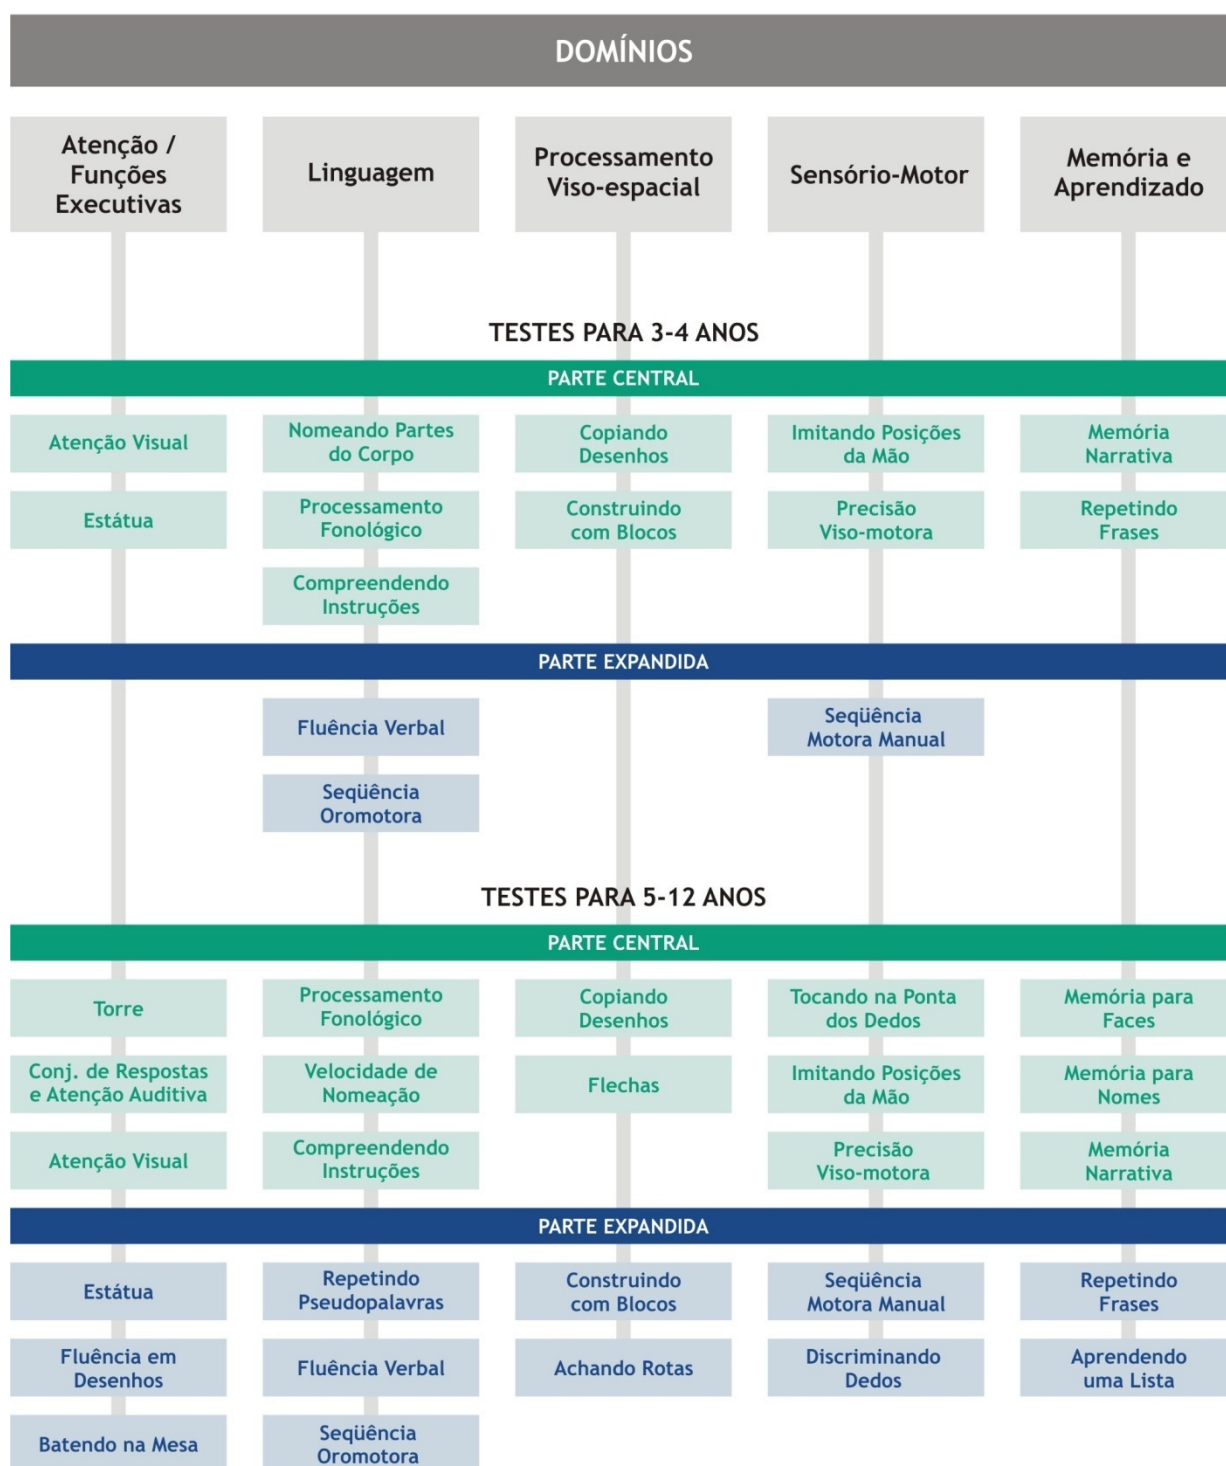 DOMÍNIOS
Atenção /
Funções
Executivas
Linguagem
Processamento
Viso-espacial
Sensório-Motor
Memória e
Aprendizado
TESTES PARA 3-4 ANOS
PARTE CENTRAL
Atenção Visual
Nomeando Partes
do Corpo
Copiando
Desenhos
Imitando Posições
da Mão
Memória
Narrativa
Estátua
Processamento
Fonológico
Construindo
com Blocos
Precisão
Viso-motora
Repetindo
Frases
Compreendendo
Instruções
PARTE EXPANDIDA
Fluência Verbal
Seqüência
Motora Manual
Seqüência
Oromotora
TESTES PARA 5-12 ANOS
PARTE CENTRAL
Torre
Processamento
Fonológico
Copiando
Desenhos
Tocando na Ponta
dos Dedos
Memória para
Faces
Conj. de Respostas
e Atenção Auditiva
Velocidade de
Nomeação
Flechas
Imitando Posições
da Mão
Memória para
Nomes
Atenção Visual
Compreendendo
Instruções
Precisão
Viso-motora
Memória
Narrativa
PARTE EXPANDIDA
Estátua
Repetindo
Pseudopalavras
Construindo
com Blocos
Seqüência
Motora Manual
Repetindo
Frases
Fluência em
Desenhos
Fluência Verbal
Achando Rotas
Discriminando
Dedos
Aprendendo
uma Lista
Batendo na Mesa
Seqüência
Oromotora